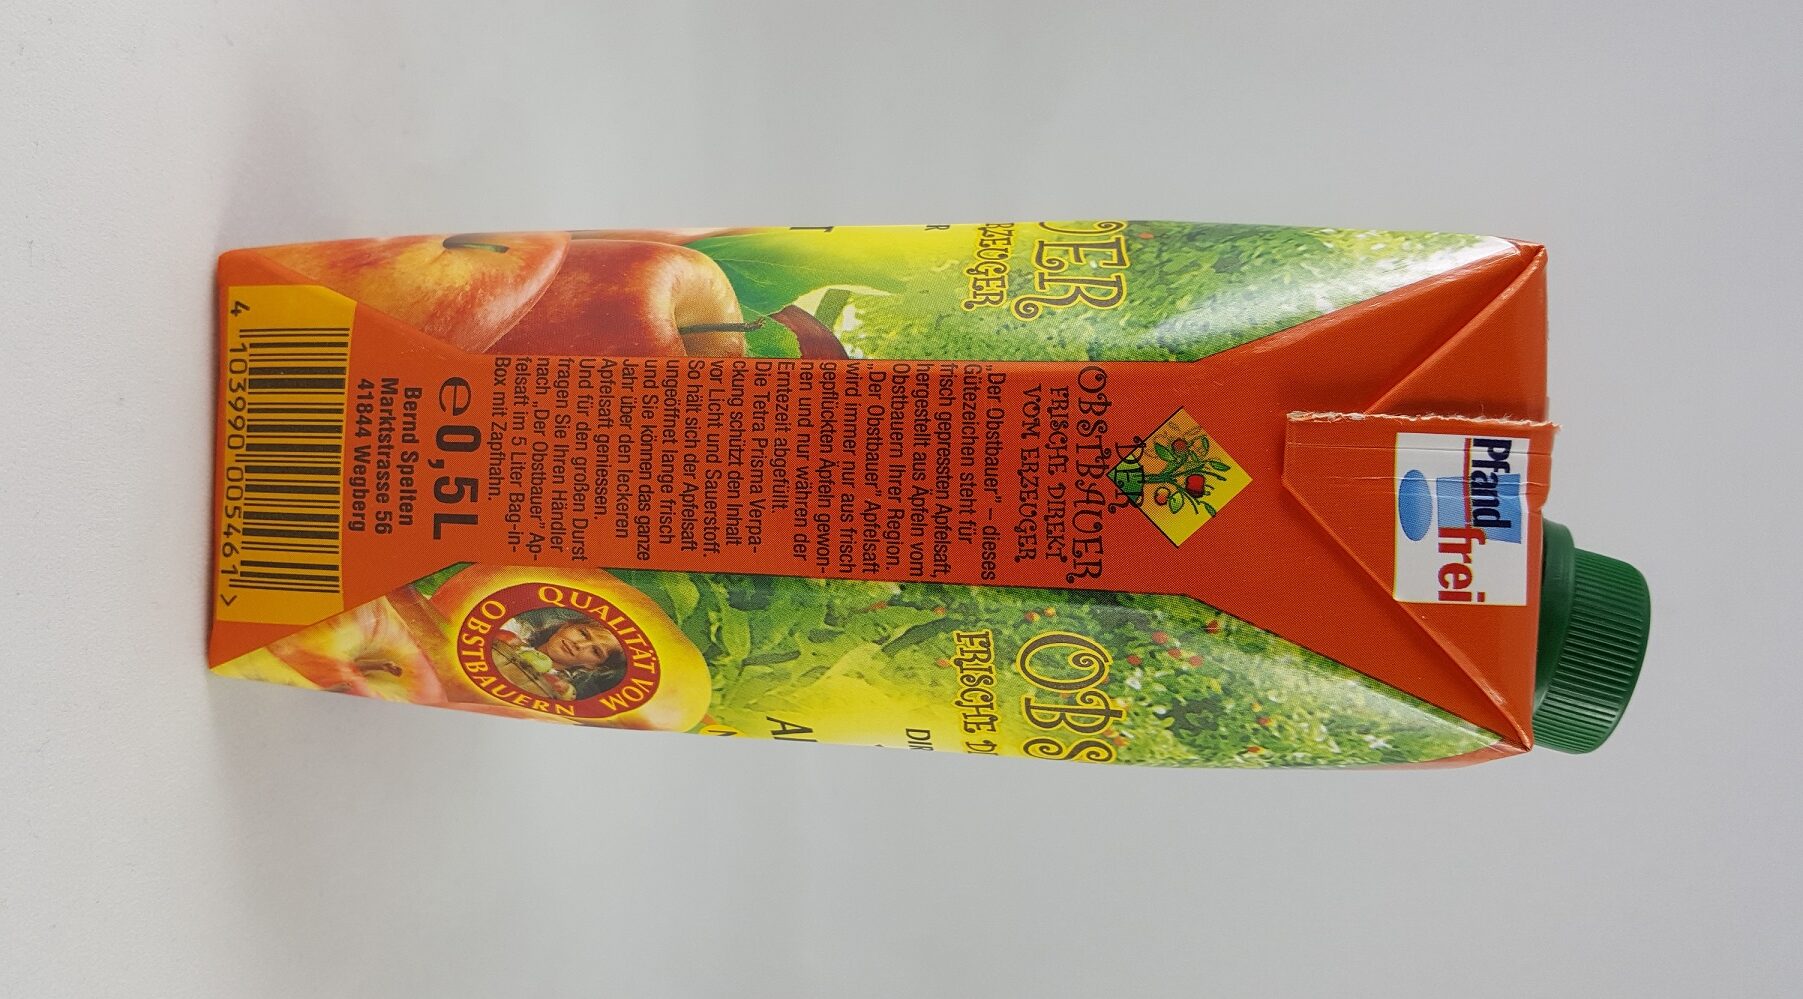 Pfand
frei
DER
OBSTBAUER
FRISCHE DIREKT
VOM ERZEUGER
„Der Obstbauer” – dieses
Gütezeichen steht für
frisch gepressten Apfelsaft,
hergestellt aus Äpfeln vom
Obstbauern Ihrer Region.
„Der Obstbauer” Apfelsaft
wird immer nur aus frisch
gepflückten Äpfeln gewon-
nen und nur währen der
Erntezeit abgefüllt.
Die Tetra Prisma Verpa-
ckung schützt den Inhalt
vor Licht und Sauerstoff.
So hält sich der Apfelsaft
ungeöffnet lange frisch
und Sie können das ganze
Jahr über den leckeren
Apfelsaft geniessen.
Und für den großen Durst
fragen Sie Ihren Händler
nach „Der Obstbauer” Ap-
felsaft im 5 Liter Bag-in-
Box mit Zapfhahn.
e 0,5L
Bernd Spelten
Marktstrasse 56
41844 Wegberg
4 103990 005461 >
OBS
FRISCHE DI
DIR
QUALITÄT VOM
OBSTBAUERN